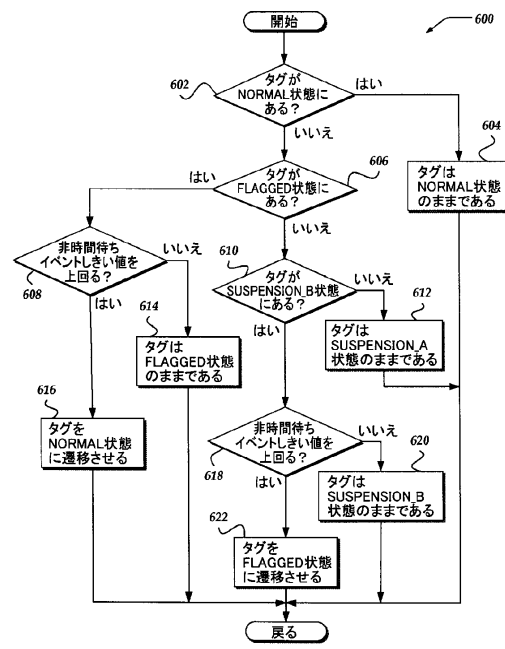 開始
600
602
タグが
NORMAL状態に
ある？
はい
いいえ
604
タグは
NORMAL状態
のままである
はい
タグが
FLAGGED状態に
ある？
606
いいえ
非時間待ち
イベントしきい値を
上回る？
608
いいえ
はい
610
タグが
SUSPENSION_B状態
にある？
いいえ
はい
612
タグは
SUSPENSION_A
状態のままである
614
タグは
FLAGGED状態
のままである
616
タグを
NORMAL状態
に遷移させる
非時間待ち
イベントしきい値を
上回る？
618
いいえ
はい
620
タグは
SUSPENSION_B
状態のままである
622
タグを
FLAGGED状態
に遷移させる
戻る